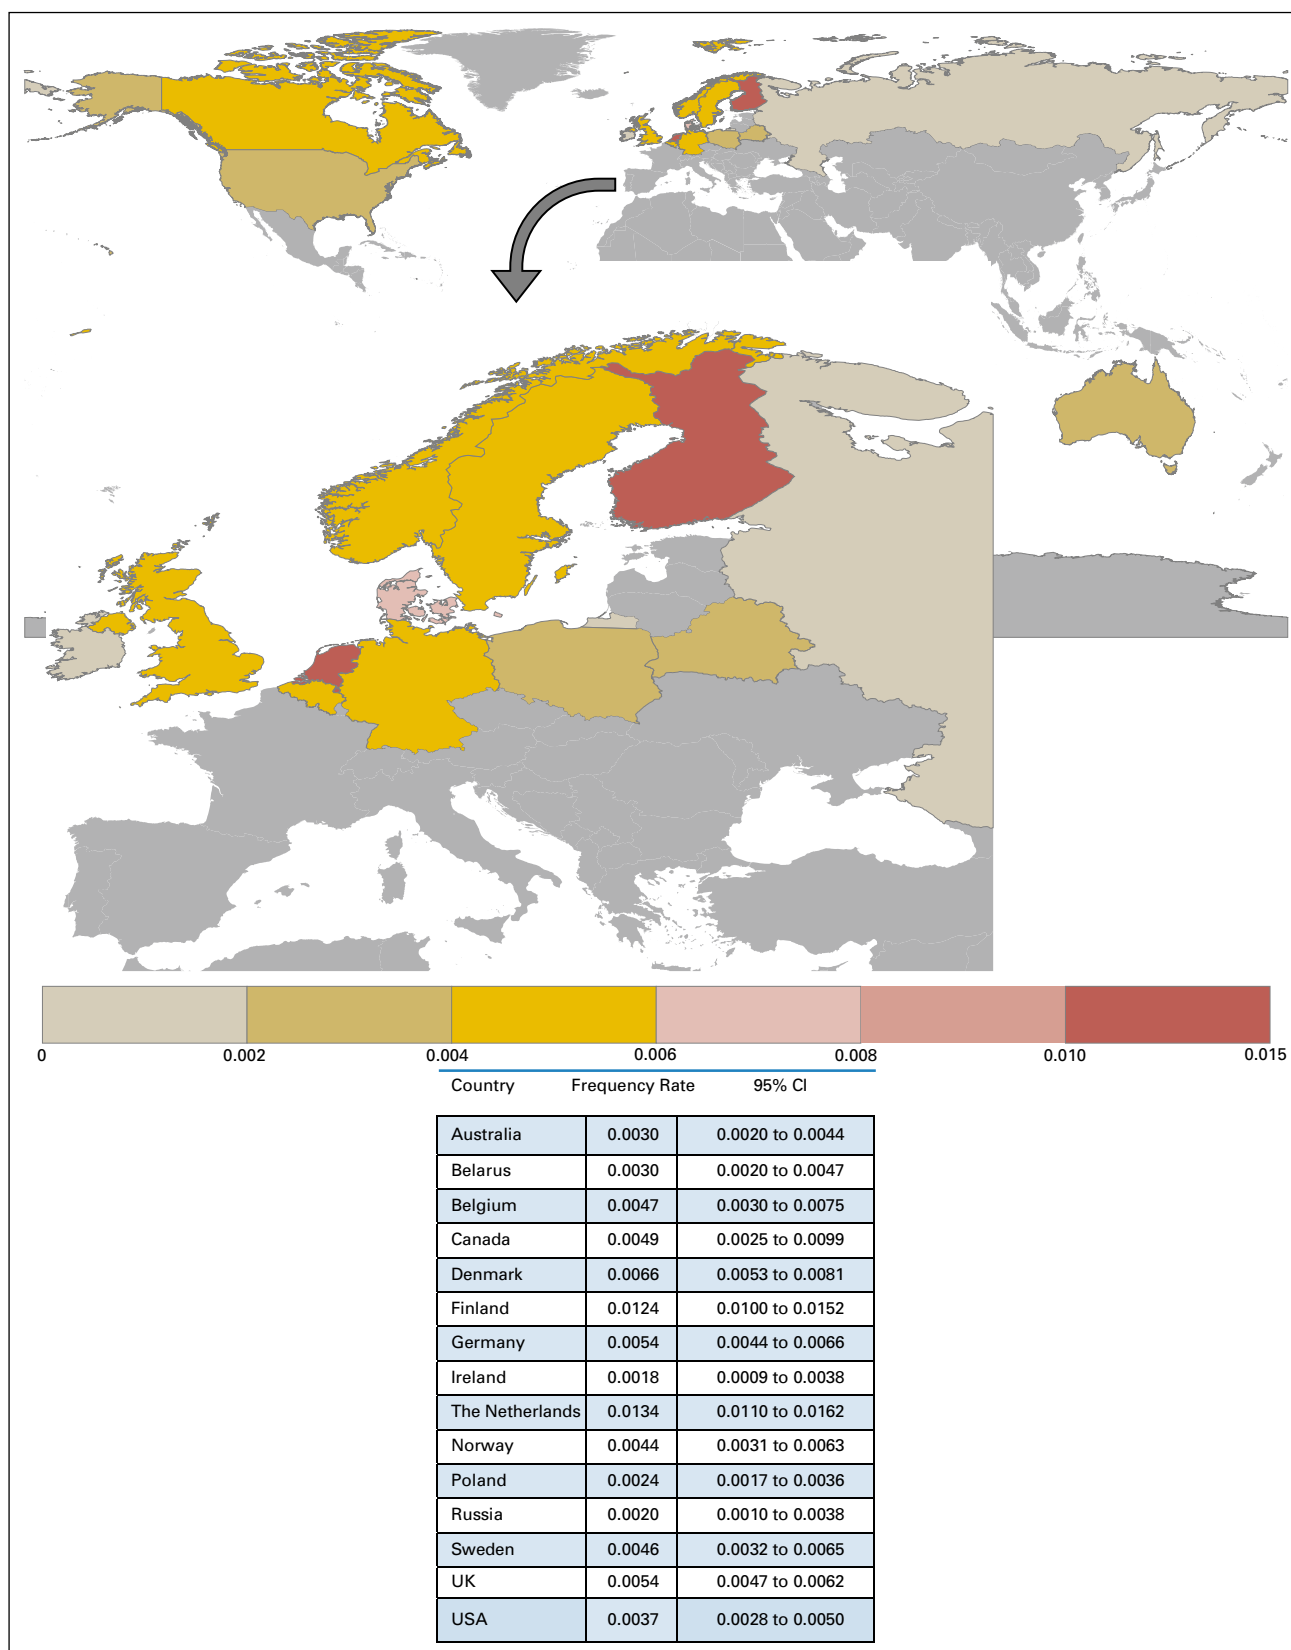 0 0.002 0.004 0.006 0.008 0.010 0.015
Country Frequency Rate 95% CI
Australia 0.0030 0.0020 to 0.0044
Belarus 0.0030 0.0020 to 0.0047
Belgium 0.0047 0.0030 to 0.0075
Canada 0.0049 0.0025 to 0.0099
Denmark 0.0066 0.0053 to 0.0081
Finland 0.0124 0.0100 to 0.0152
Germany 0.0054 0.0044 to 0.0066
Ireland 0.0018 0.0009 to 0.0038
The Netherlands 0.0134 0.0110 to 0.0162
Norway 0.0044 0.0031 to 0.0063
Poland 0.0024 0.0017 to 0.0036
Russia 0.0020 0.0010 to 0.0038
Sweden 0.0046 0.0032 to 0.0065
UK 0.0054 0.0047 to 0.0062
USA 0.0037 0.0028 to 0.0050